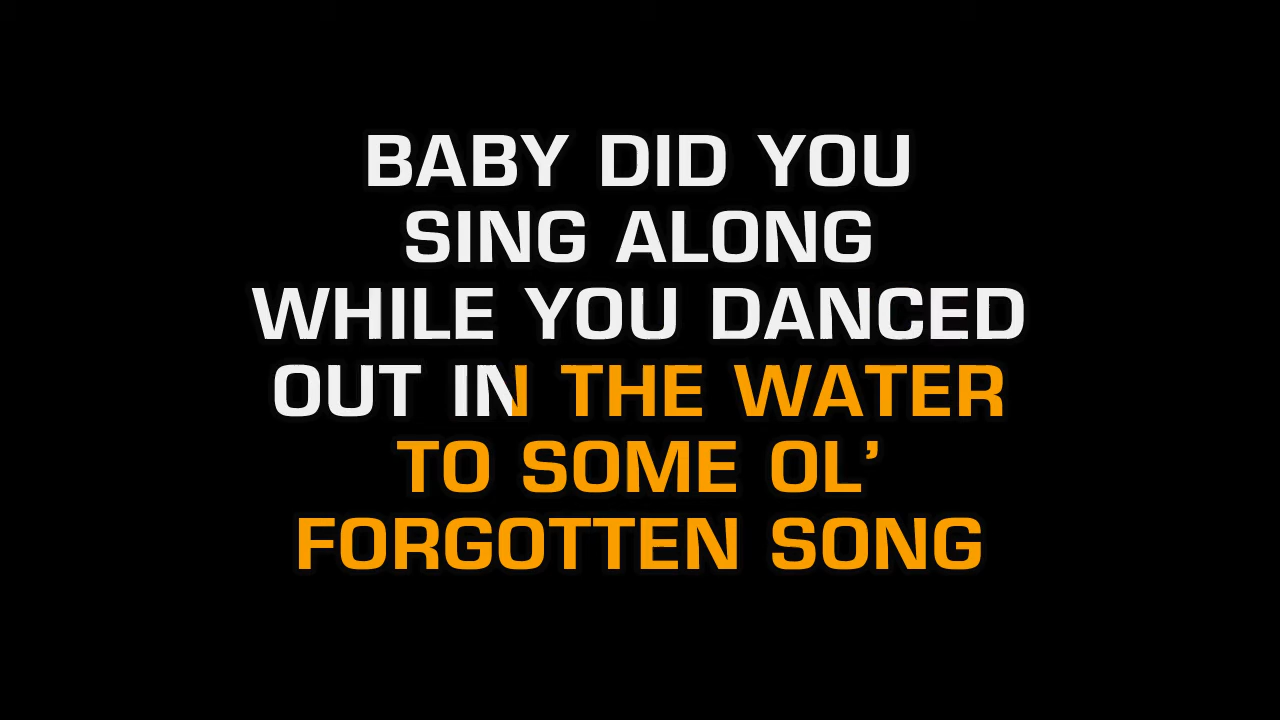 BABY DID YOU
SING ALONG
WHILE YOU DANCED
OUT IN THE WATER
TO SOME OL’
FORGOTTEN SONG